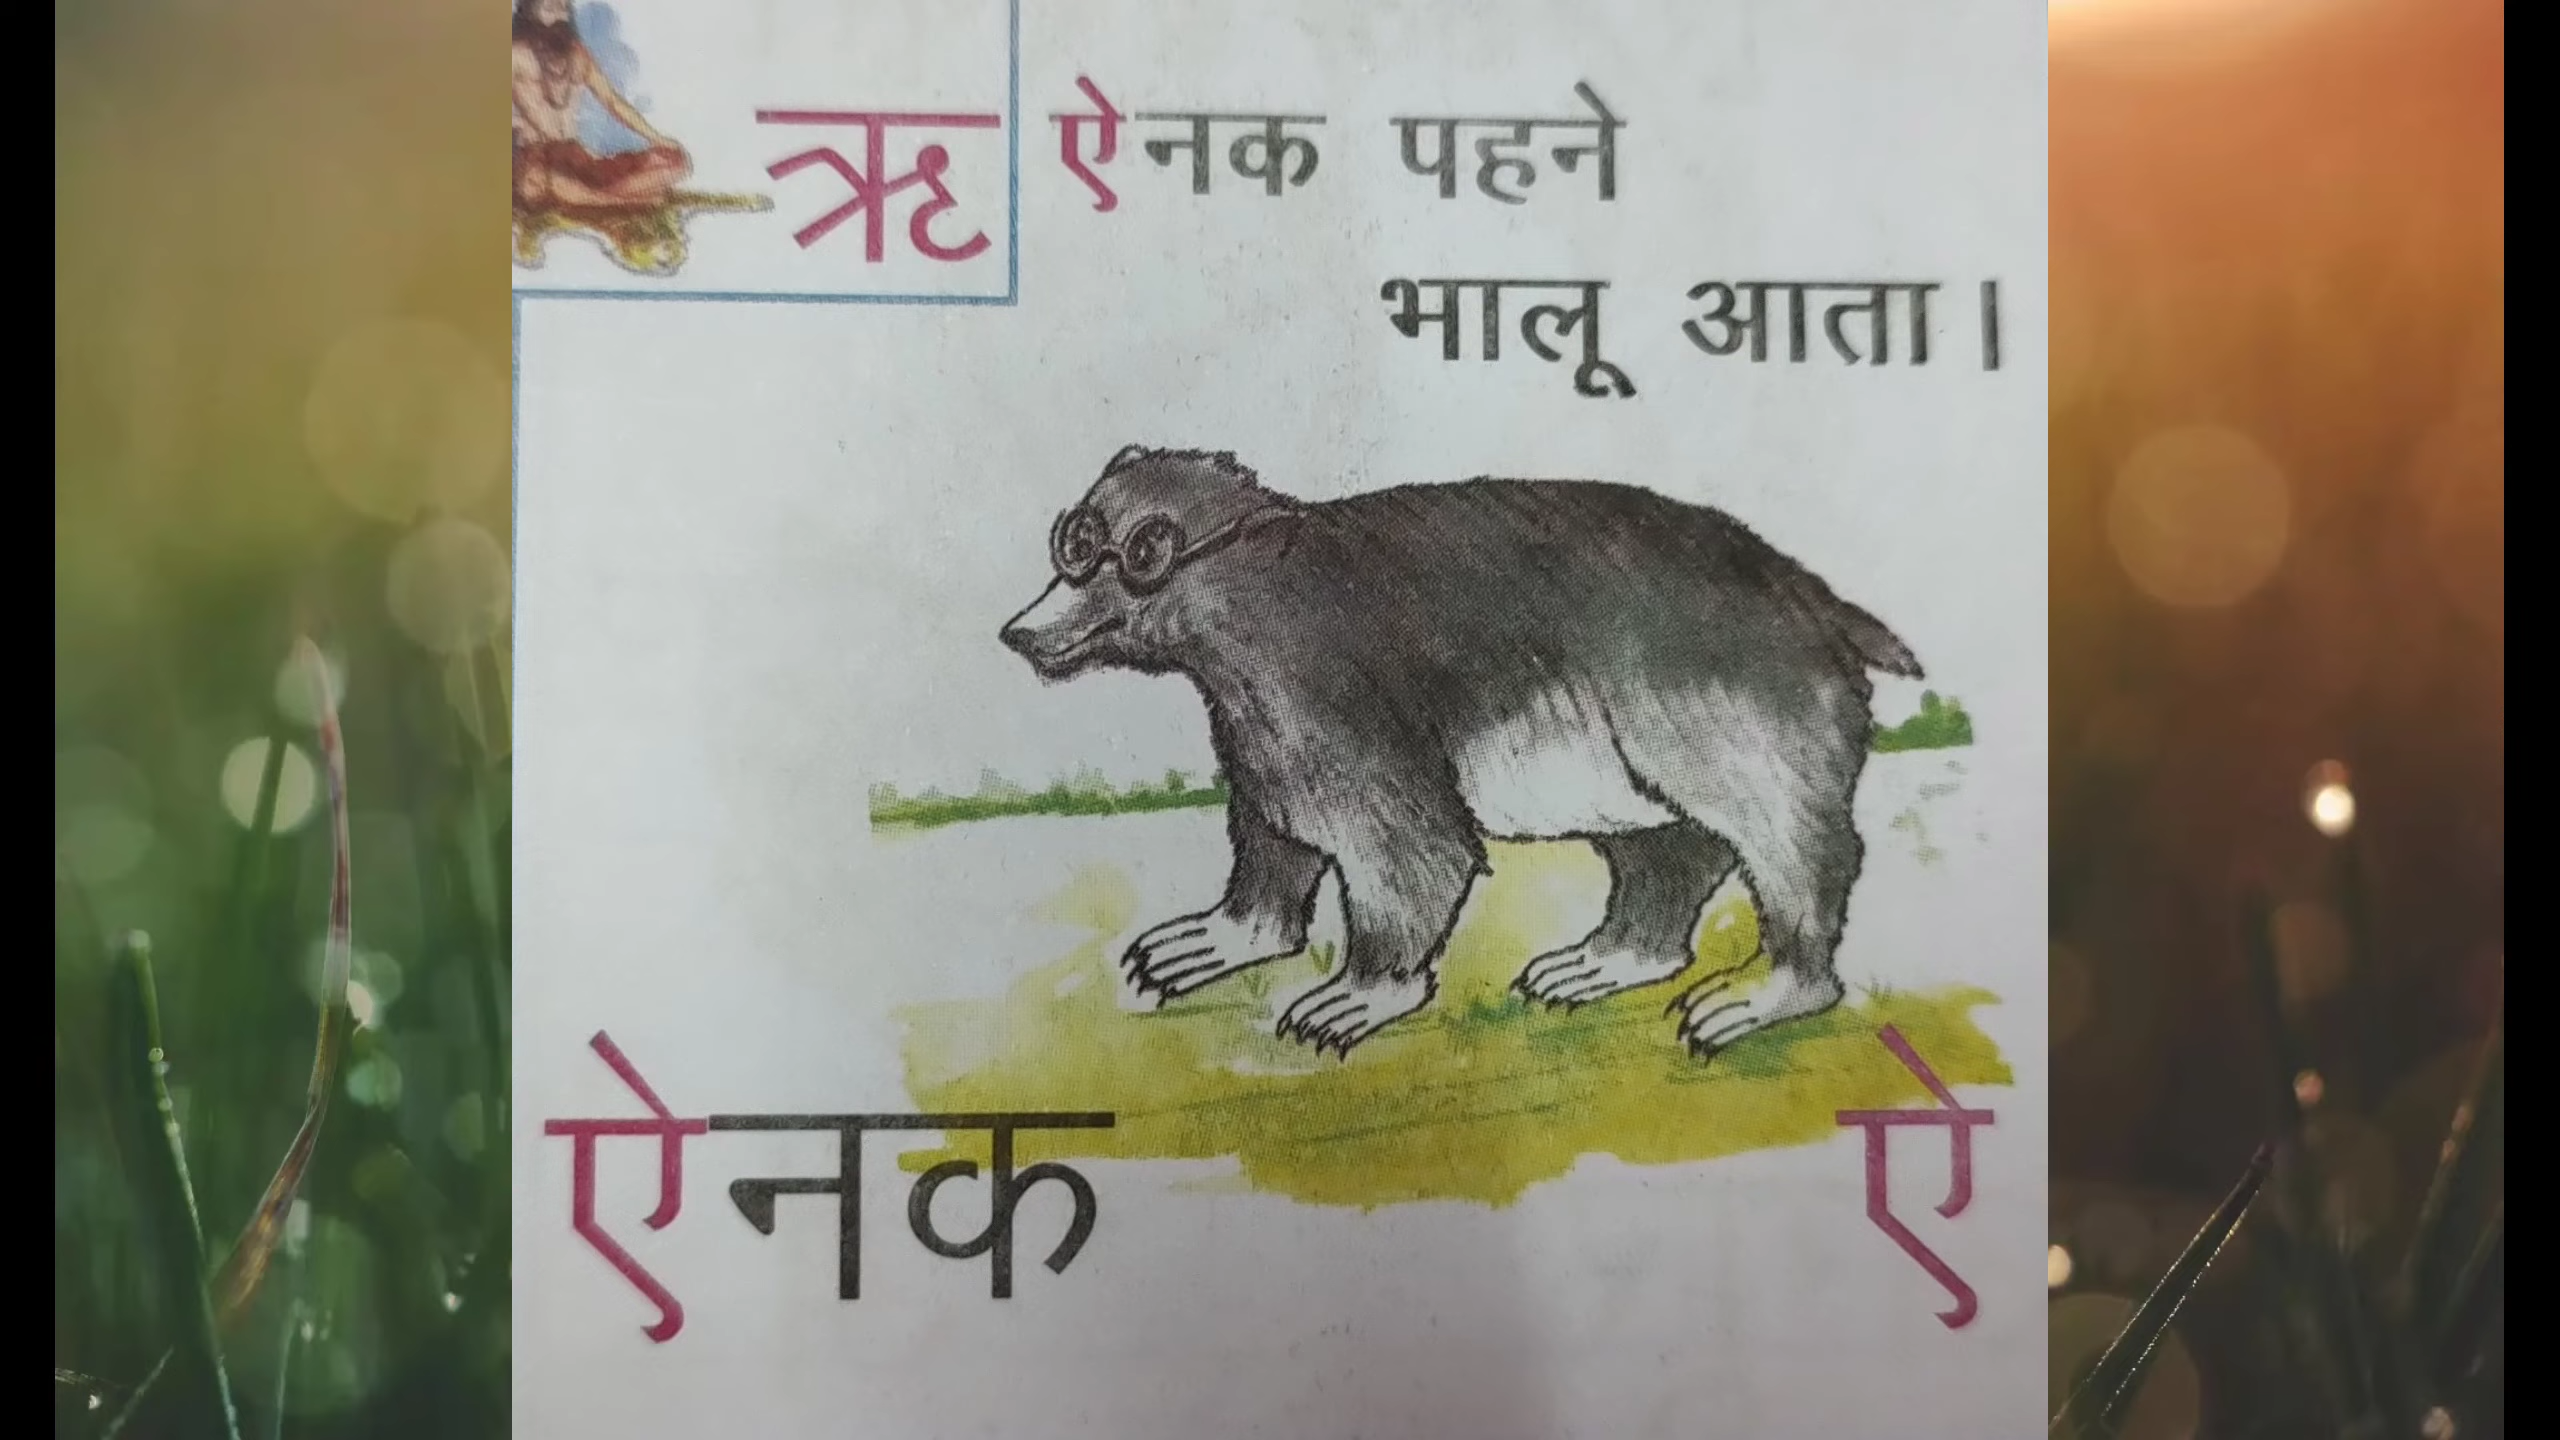 ऋ
ऐनक पहने
भालू आता।
ऐनक
ऐ